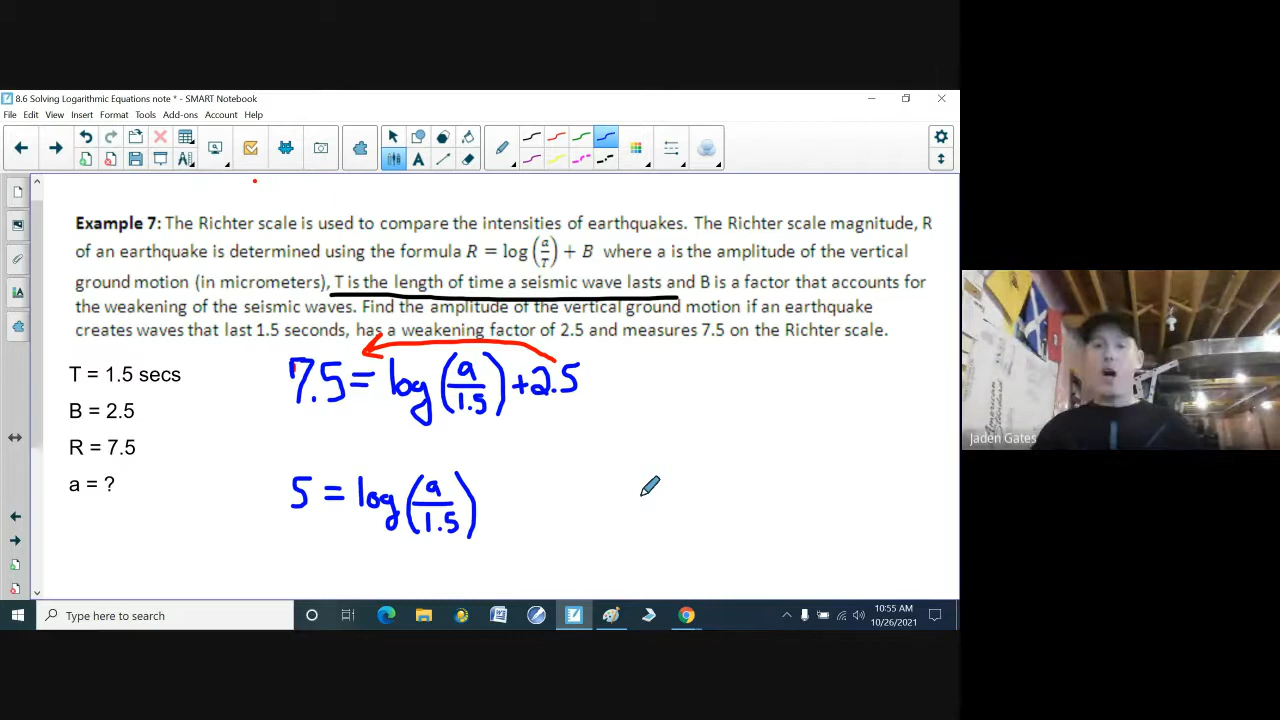 8.6 Solving Logarithmic Equations note * - SMART Notebook
File Edit View Insert Format Tools Add-ons Account Help
Example 7: The Richter scale is used to compare the intensities of earthquakes. The Richter scale magnitude, R
of an earthquake is determined using the formula R = log (a/T) + B where a is the amplitude of the vertical
ground motion (in micrometers), T is the length of time a seismic wave lasts and B is a factor that accounts for
the weakening of the seismic waves. Find the amplitude of the vertical ground motion if an earthquake
creates waves that last 1.5 seconds, has a weakening factor of 2.5 and measures 7.5 on the Richter scale.
T = 1.5 secs
B = 2.5
R = 7.5
a = ?
7.5 = log (a/1.5) + 2.5
5 = log (a/1.5)
Jaden Gates
Type here to search
10:55 AM
10/26/2021